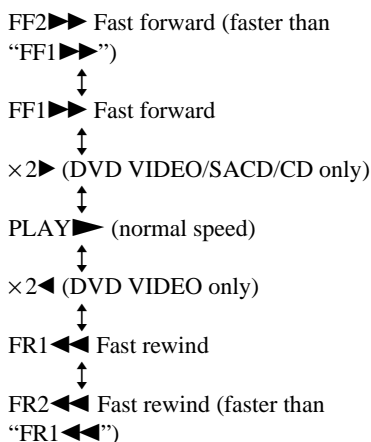 FF2►► Fast forward (faster than
“FF1►►”)
↕
FF1►► Fast forward
↕
×2► (DVD VIDEO/SACD/CD only)
↕
PLAY► (normal speed)
↕
×2◄ (DVD VIDEO only)
↕
FR1◄◄ Fast rewind
↕
FR2◄◄ Fast rewind (faster than
“FR1◄◄”)